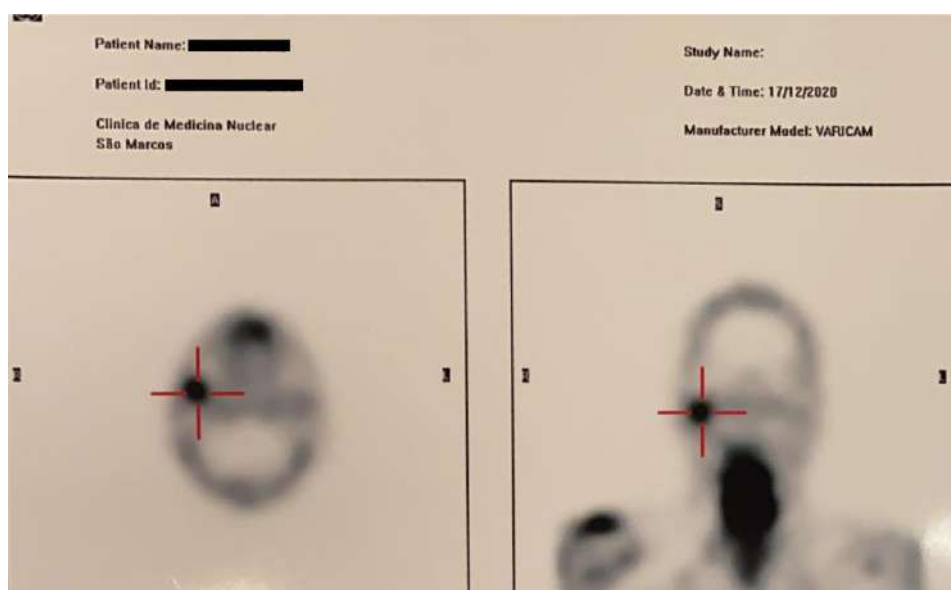 Patient Name:
Study Name:
Patient Id:
Date & Time: 17/12/2020
Clinica de Medicina Nuclear
São Marcos
Manufacturer Model: VARICAM
A
S